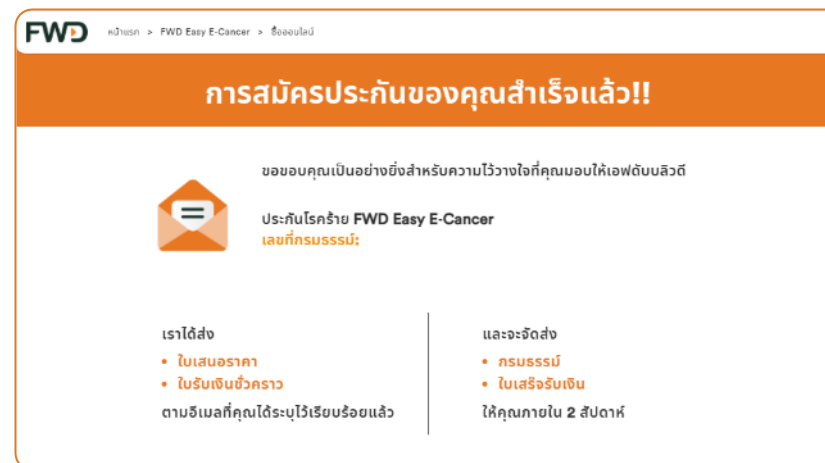 FWD หน้าแรก > FWD Easy E-Cancer > ซื้อออนไลน์
การสมัครประกันของคุณสำเร็จแล้ว!!
ขอขอบคุณเป็นอย่างยิ่งสำหรับความไว้วางใจที่คุณมอบให้เอฟดับบลิวดี
ประกันโรคร้าย FWD Easy E-Cancer
เลขที่กรมธรรม์:
เราได้ส่ง
• ใบเสนอราคา
• ใบรับเงินชั่วคราว
ตามอีเมลที่คุณได้ระบุไว้เรียบร้อยแล้ว
และจะจัดส่ง
• กรมธรรม์
• ใบเสร็จรับเงิน
ให้คุณภายใน 2 สัปดาห์